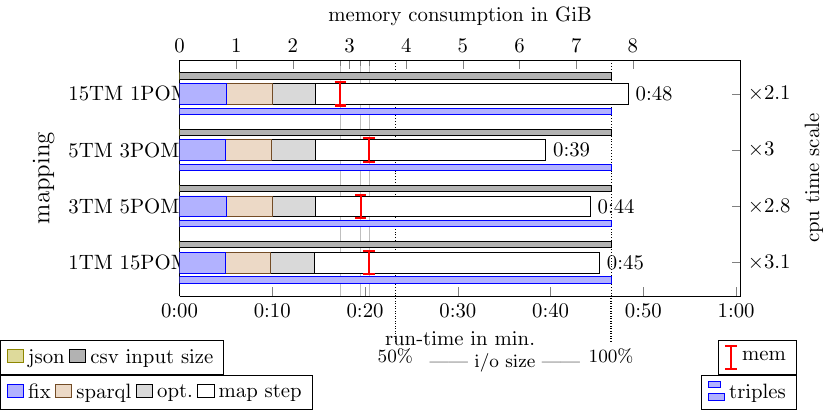 memory consumption in GiB
0 1 2 3 4 5 6 7 8
mapping
15TM 1POM 0:48 ×2.1
5TM 3POM 0:39 ×3
3TM 5POM 0:44 ×2.8
1TM 15POM 0:45 ×3.1
cpu time scale
0:00 0:10 0:20 0:30 0:40 0:50 1:00
run-time in min.
50% i/o size 100%
json csv input size mem
fix sparql opt. map step triples